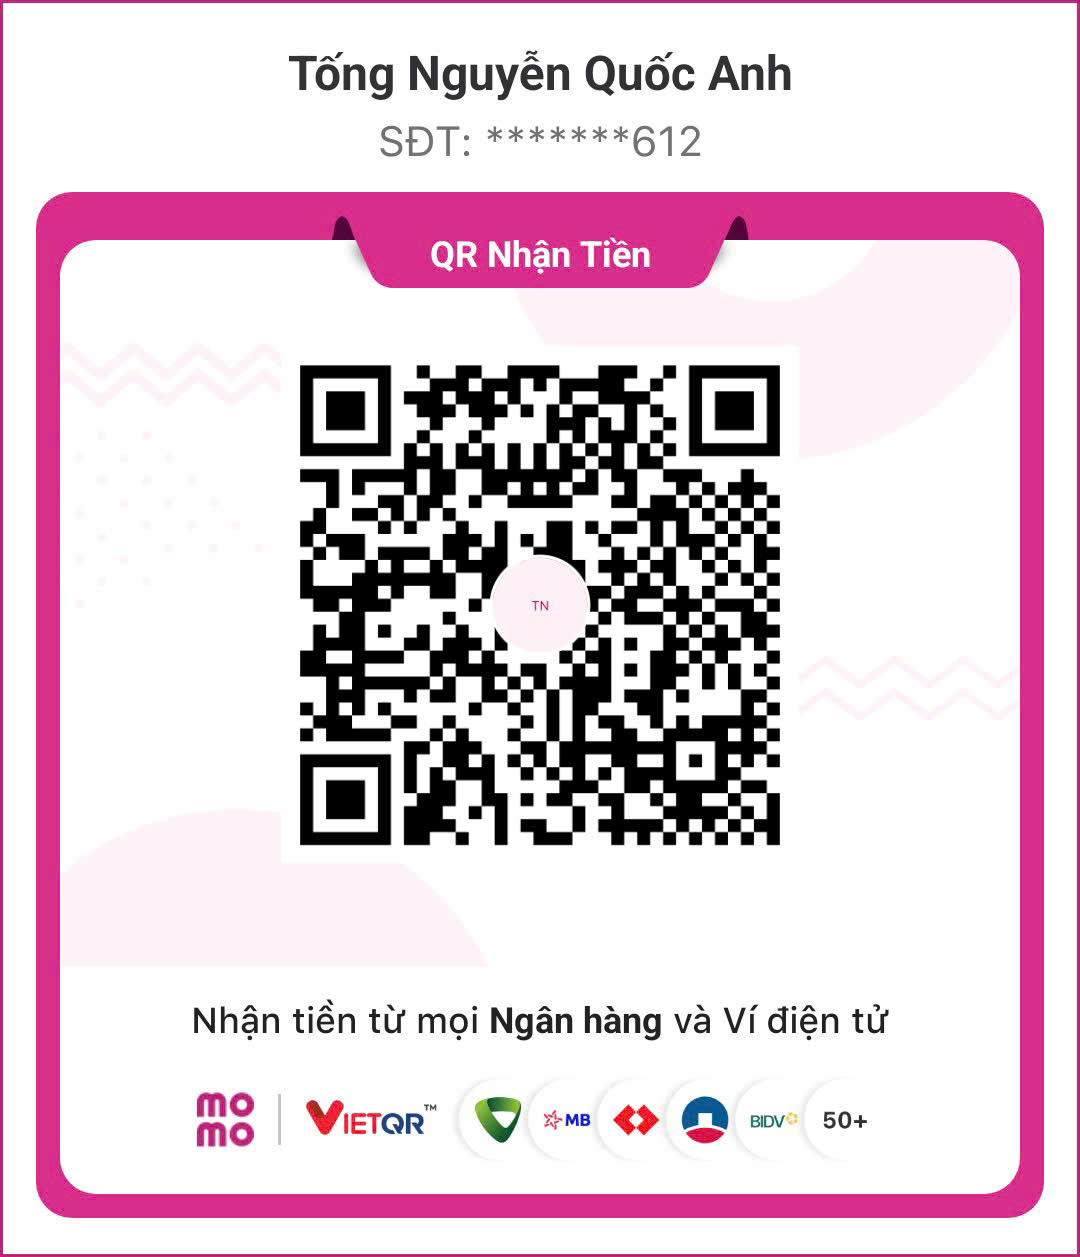 Tống Nguyễn Quốc Anh
SĐT: *******612
QR Nhận Tiền
TN
Nhận tiền từ mọi Ngân hàng và Ví điện tử
mo
mo
VIETQR™
MB
BIDV
50+